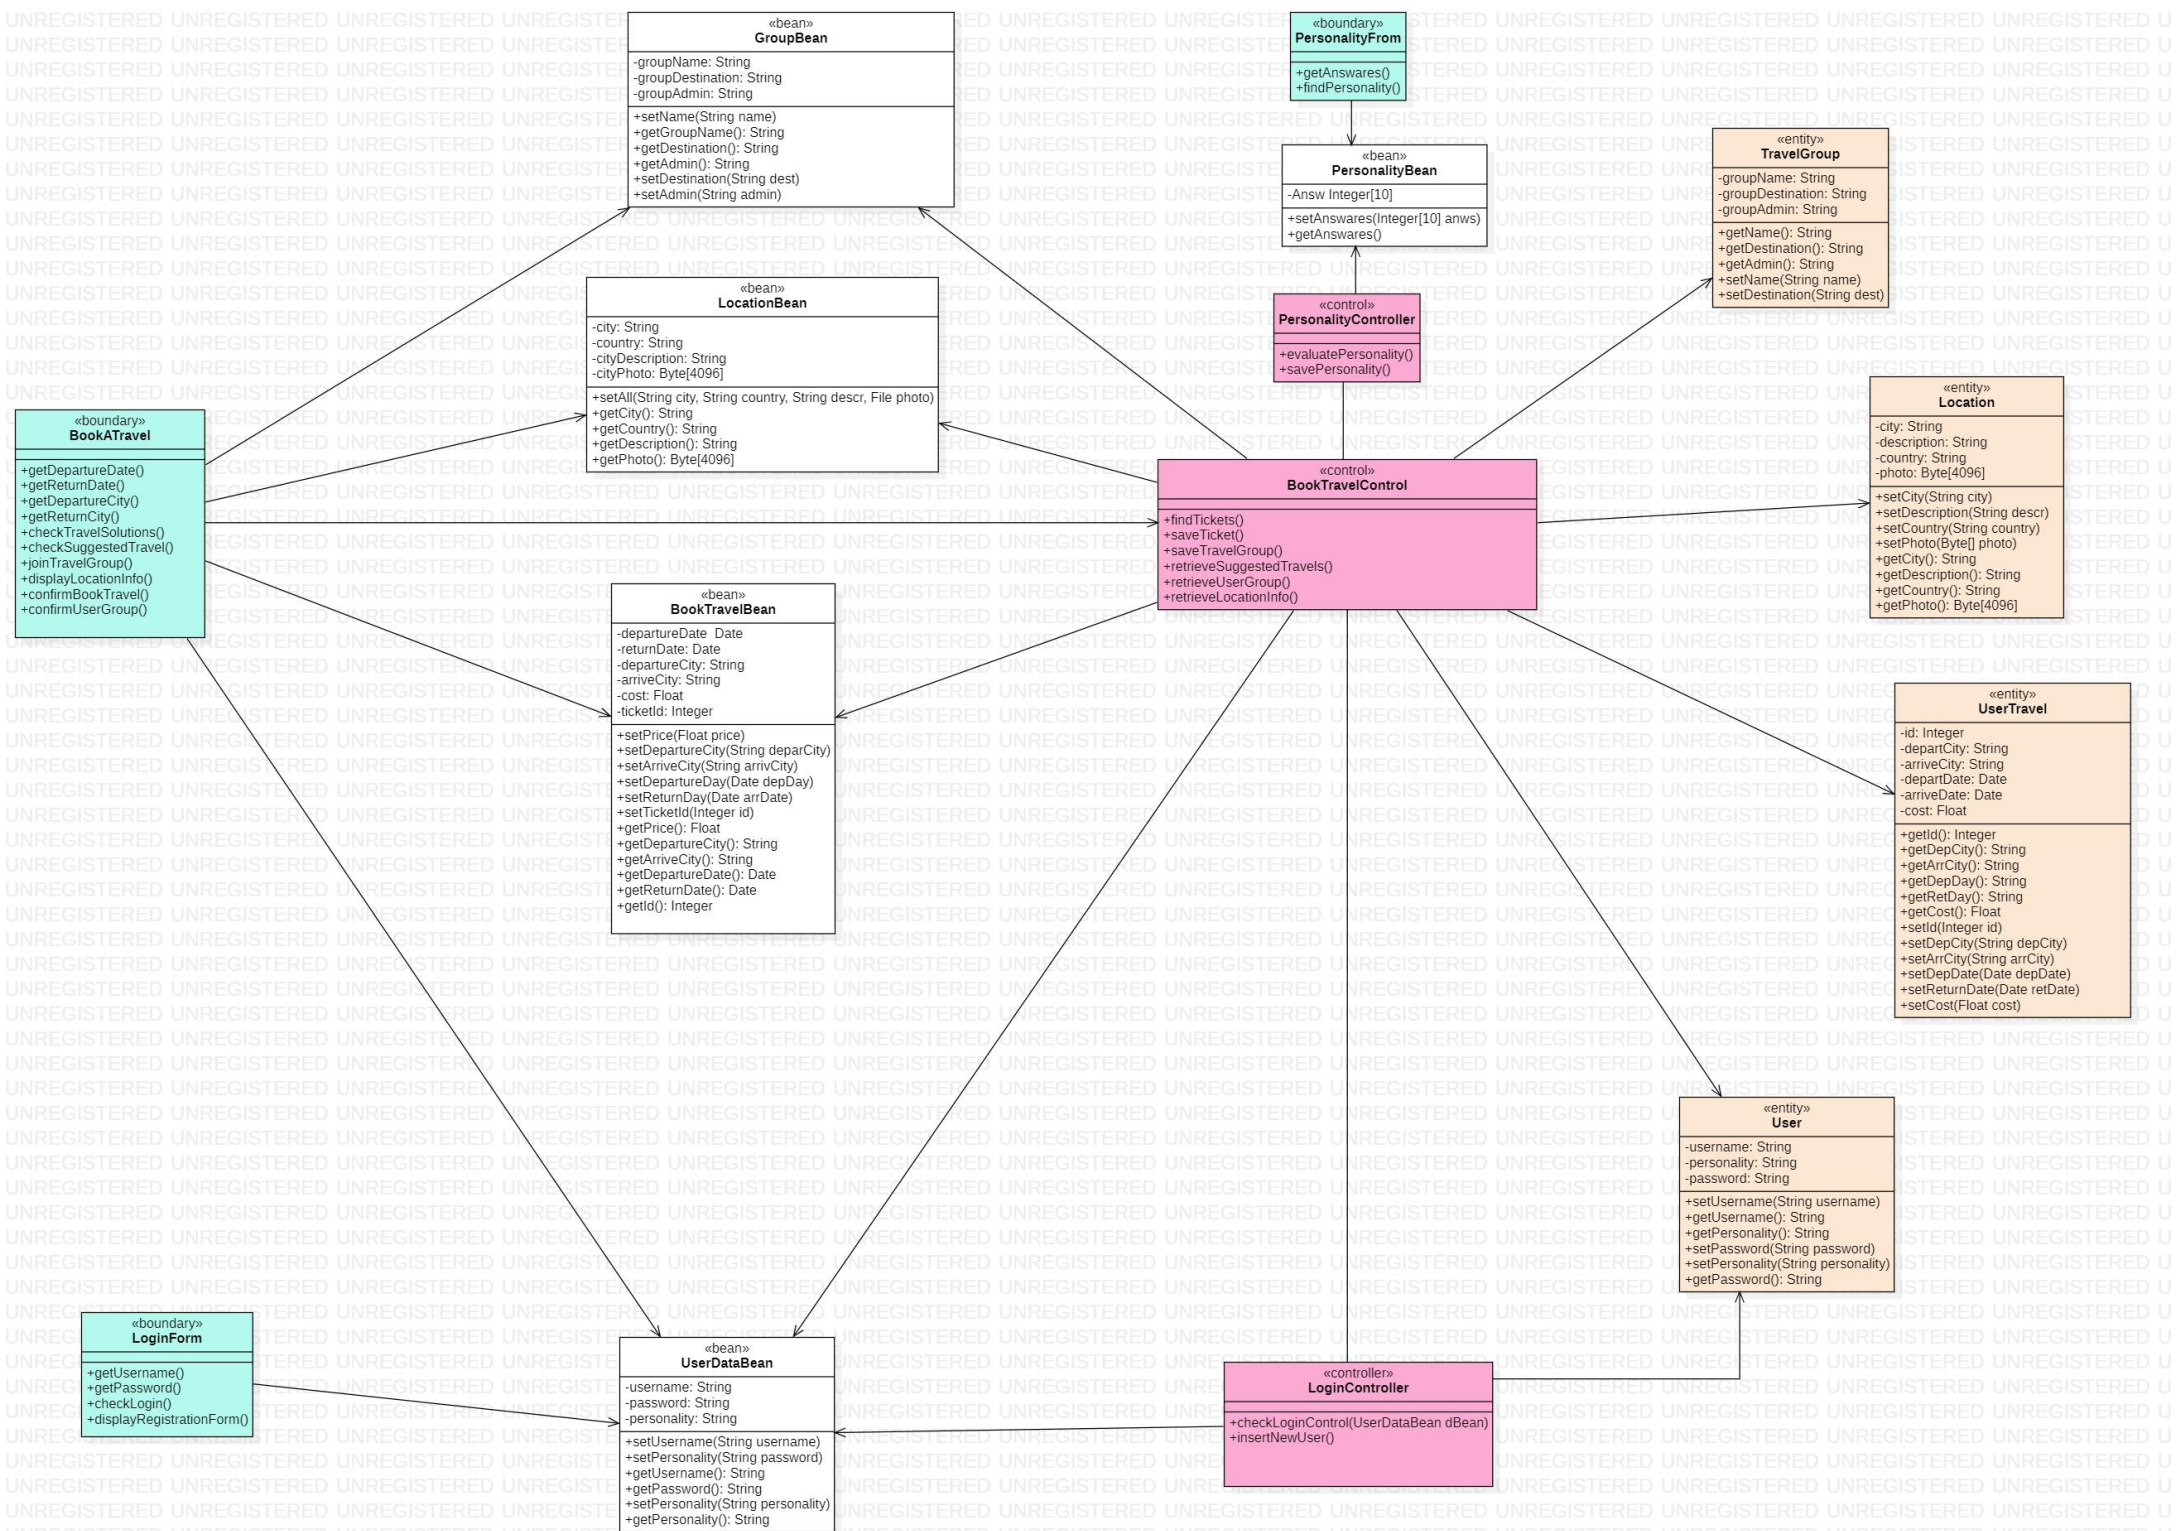 «bean»
GroupBean
-groupName: String
-groupDestination: String
-groupAdmin: String
+setName(String name)
+getGroupName(): String
+getDestination(): String
+getAdmin(): String
+setDestination(String dest)
+setAdmin(String admin)
«boundary»
PersonalityFrom
+getAnswares()
+findPersonality()
«bean»
PersonalityBean
-Answ Integer[10]
+setAnswares(Integer[10] anws)
+getAnswares()
«entity»
TravelGroup
-groupName: String
-groupDestination: String
-groupAdmin: String
+getName(): String
+getDestination(): String
+getAdmin(): String
+setName(String name)
+setDestination(String dest)
«bean»
LocationBean
-city: String
-country: String
-cityDescription: String
-cityPhoto: Byte[4096]
+setAll(String city, String country, String descr, File photo)
+getCity(): String
+getCountry(): String
+getDescription(): String
+getPhoto(): Byte[4096]
«control»
PersonalityController
+evaluatePersonality()
+savePersonality()
«entity»
Location
-city: String
-description: String
-country: String
-photo: Byte[4096]
+setCity(String city)
+setDescription(String descr)
+setCountry(String country)
+setPhoto(Byte[] photo)
+getCity(): String
+getDescription(): String
+getCountry(): String
+getPhoto(): Byte[4096]
«boundary»
BookATravel
+getDepartureDate()
+getReturnDate()
+getDepartureCity()
+getReturnCity()
+checkTravelSolutions()
+checkSuggestedTravel()
+joinTravelGroup()
+displayLocationInfo()
+confirmBookTravel()
+confirmUserGroup()
«control»
BookTravelControl
+findTickets()
+saveTicket()
+saveTravelGroup()
+retrieveSuggestedTravels()
+retrieveUserGroup()
+retrieveLocationInfo()
«bean»
BookTravelBean
-departureDate  Date
-returnDate: Date
-departureCity: String
-arriveCity: String
-cost: Float
-ticketId: Integer
+setPrice(Float price)
+setDepartureCity(String deparCity)
+setArriveCity(String arrivCity)
+setDepartureDay(Date depDay)
+setReturnDay(Date arrDate)
+setTicketId(Integer id)
+getPrice(): Float
+getDepartureCity(): String
+getArriveCity(): String
+getDepartureDate(): Date
+getReturnDate(): Date
+getId(): Integer
«entity»
UserTravel
-id: Integer
-departCity: String
-arriveCity: String
-departDate: Date
-arriveDate: Date
-cost: Float
+getId(): Integer
+getDepCity(): String
+getArrCity(): String
+getDepDay(): String
+getRetDay(): String
+getCost(): Float
+setId(Integer id)
+setDepCity(String depCity)
+setArrCity(String arrCity)
+setDepDate(Date depDate)
+setReturnDate(Date retDate)
+setCost(Float cost)
«entity»
User
-username: String
-personality: String
-password: String
+setUsername(String username)
+getUsername(): String
+getPersonality(): String
+setPassword(String password)
+setPersonality(String personality)
+getPassword(): String
«boundary»
LoginForm
+getUsername()
+getPassword()
+checkLogin()
+displayRegistrationForm()
«bean»
UserDataBean
-username: String
-password: String
-personality: String
+setUsername(String username)
+setPersonality(String password)
+getUsername(): String
+getPassword(): String
+setPersonality(String personality)
+getPersonality(): String
«controller»
LoginController
+checkLoginControl(UserDataBean dBean)
+insertNewUser()
UNREGISTERED